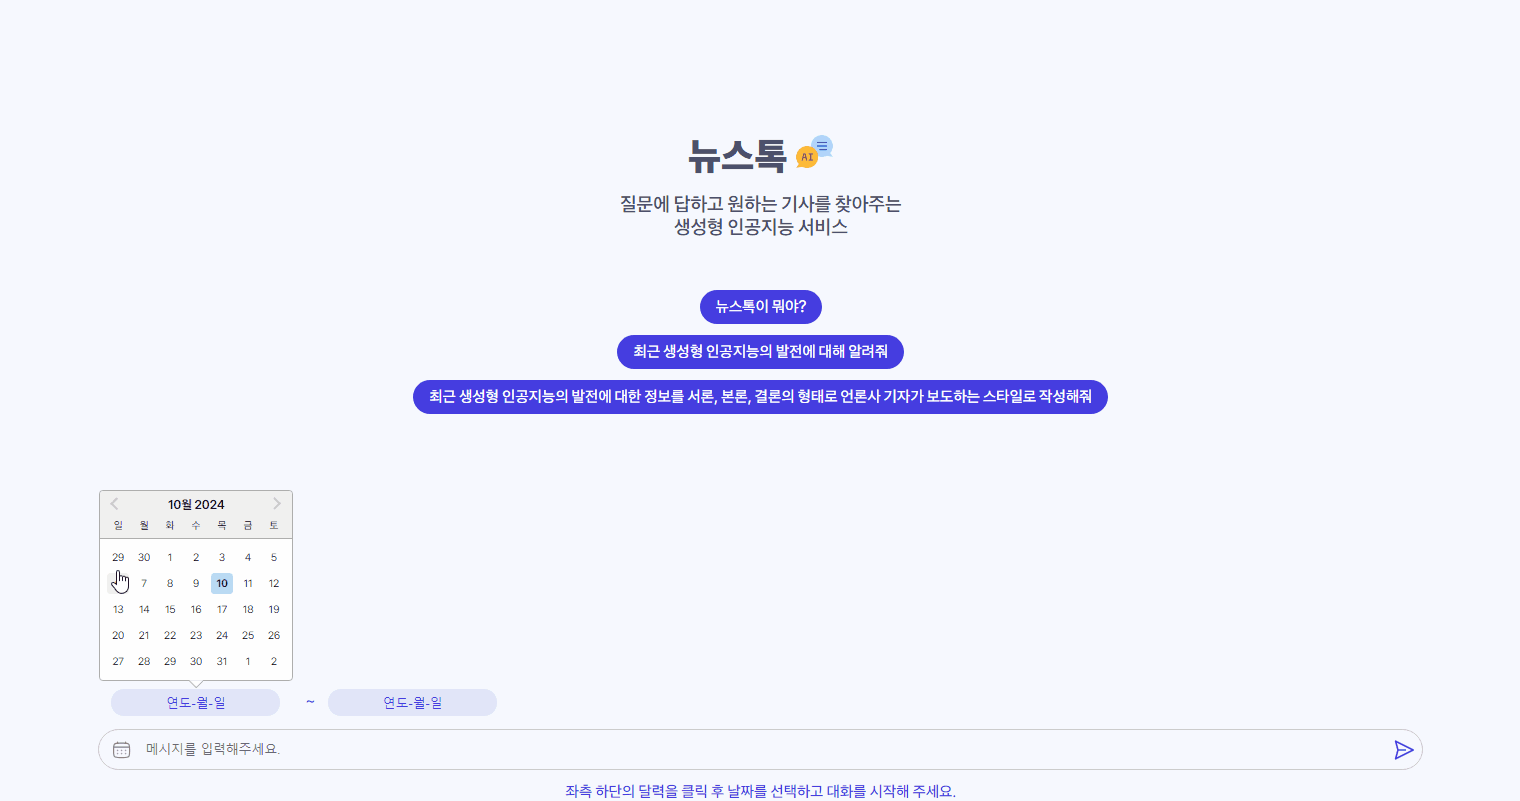 뉴스톡
AI
질문에 답하고 원하는 기사를 찾아주는
생성형 인공지능 서비스
뉴스톡이 뭐야?
최근 생성형 인공지능의 발전에 대해 알려줘
최근 생성형 인공지능의 발전에 대한 정보를 서론, 본론, 결론의 형태로 언론사 기자가 보도하는 스타일로 작성해줘
10월 2024
일 월 화 수 목 금 토
29 30 1 2 3 4 5
7 8 9 10 11 12
13 14 15 16 17 18 19
20 21 22 23 24 25 26
27 28 29 30 31 1 2
연도-월-일 ~ 연도-월-일
메시지를 입력해주세요.
좌측 하단의 달력을 클릭 후 날짜를 선택하고 대화를 시작해 주세요.